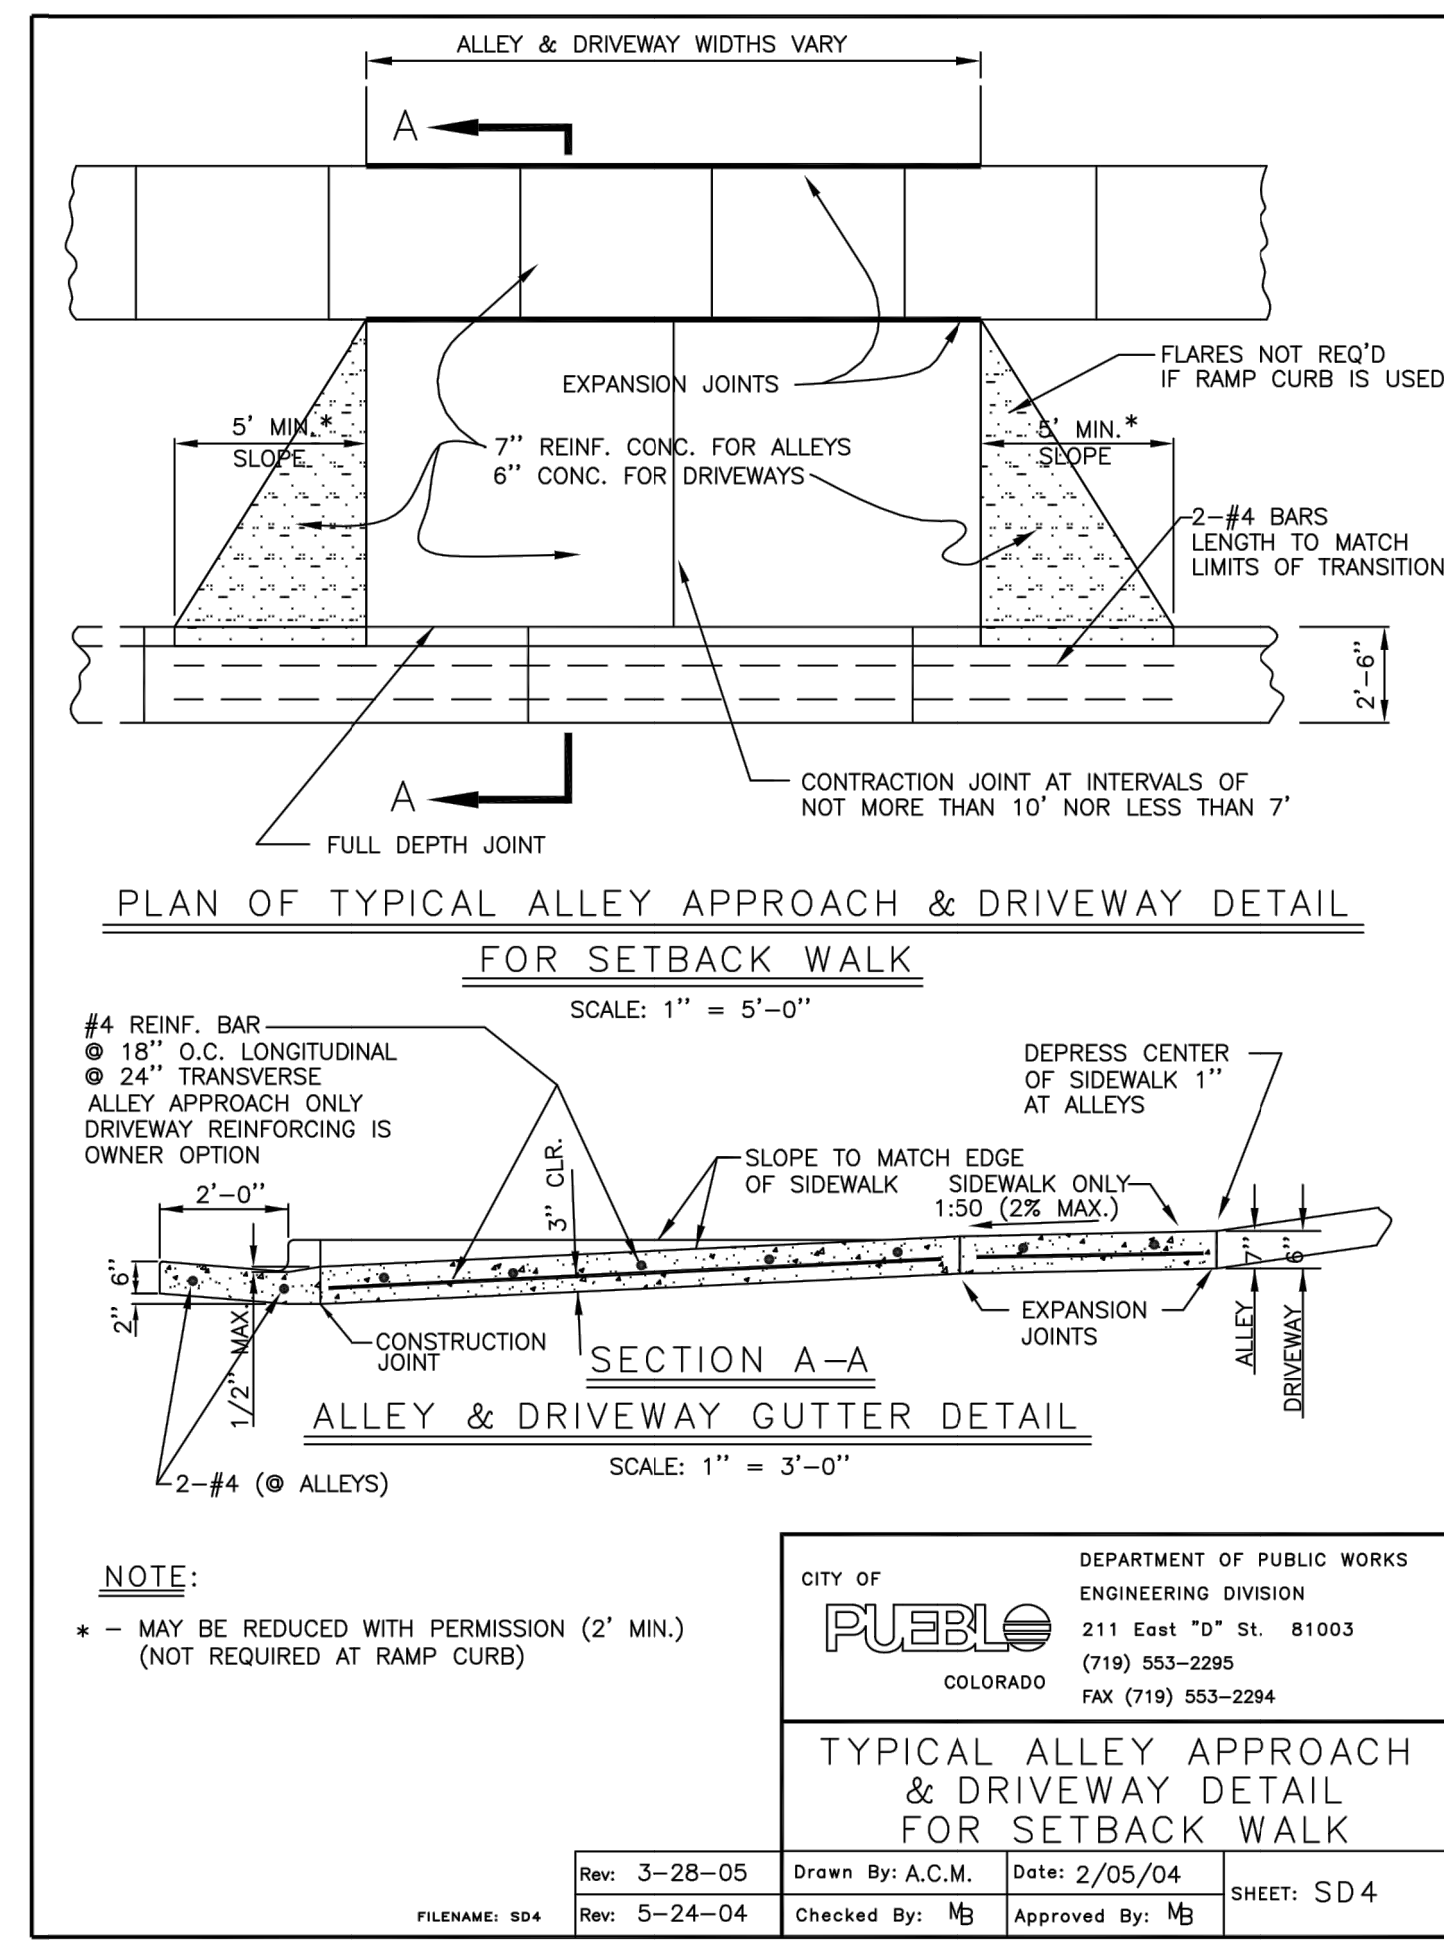 ALLEY & DRIVEWAY WIDTHS VARY
A
FLARES NOT REQ'D
IF RAMP CURB IS USED
EXPANSION JOINTS
5' MIN.*
SLOPE
5' MIN.*
SLOPE
7'' REINF. CONC. FOR ALLEYS
6'' CONC. FOR DRIVEWAYS
2-#4 BARS
LENGTH TO MATCH
LIMITS OF TRANSITION
2'-6''
A
CONTRACTION JOINT AT INTERVALS OF
NOT MORE THAN 10' NOR LESS THAN 7'
FULL DEPTH JOINT
PLAN OF TYPICAL ALLEY APPROACH & DRIVEWAY DETAIL
FOR SETBACK WALK
SCALE: 1'' = 5'-0''
#4 REINF. BAR
@ 18'' O.C. LONGITUDINAL
@ 24'' TRANSVERSE
ALLEY APPROACH ONLY
DRIVEWAY REINFORCING IS
OWNER OPTION
DEPRESS CENTER
OF SIDEWALK 1''
AT ALLEYS
3'' CLR.
SLOPE TO MATCH EDGE
OF SIDEWALK
SIDEWALK ONLY
1:50 (2% MAX.)
2'-0''
6''
2''
1/2'' MAX.
7''
6''
ALLEY
DRIVEWAY
CONSTRUCTION
JOINT
EXPANSION
JOINTS
SECTION A-A
ALLEY & DRIVEWAY GUTTER DETAIL
SCALE: 1'' = 3'-0''
2-#4 (@ ALLEYS)
NOTE:
* - MAY BE REDUCED WITH PERMISSION (2' MIN.)
(NOT REQUIRED AT RAMP CURB)
CITY OF
PUEBLO
COLORADO
DEPARTMENT OF PUBLIC WORKS
ENGINEERING DIVISION
211 East "D" St. 81003
(719) 553-2295
FAX (719) 553-2294
TYPICAL ALLEY APPROACH
& DRIVEWAY DETAIL
FOR SETBACK WALK
Rev: 3-28-05
Drawn By: A.C.M.
Date: 2/05/04
SHEET: SD4
FILENAME: SD4
Rev: 5-24-04
Checked By: MB
Approved By: MB